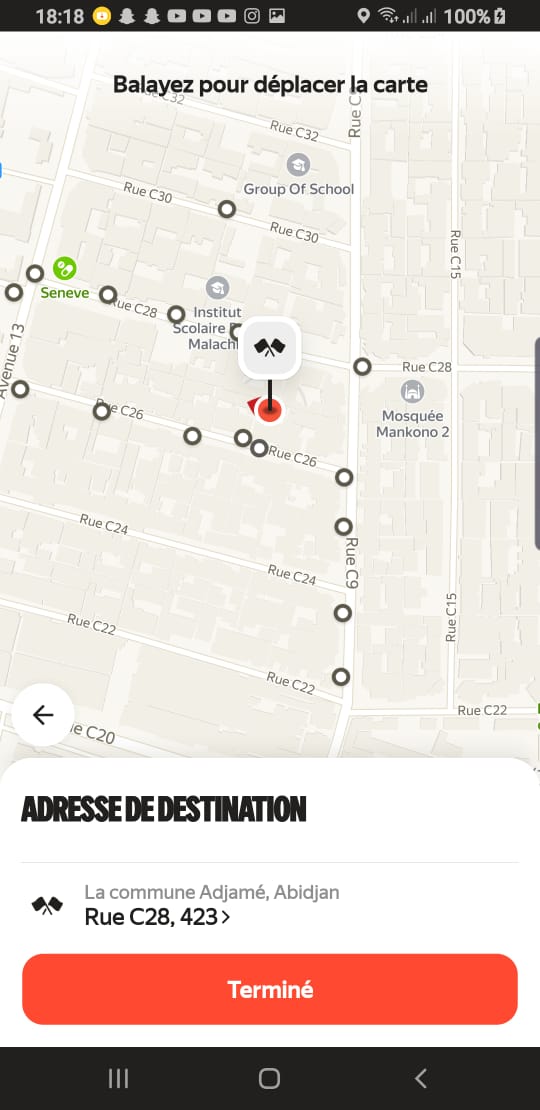 18:18
100%
Balayez pour déplacer la carte
Rue C32
Rue C32
Group Of School
Rue C30
Rue C30
Rue C15
Seneve
Rue C28
Institut
Scolaire
Malach
Avenue 13
Rue C28
Mosquée
Mankono 2
Rue C26
Rue C26
Rue C24
Rue C9
Rue C24
Rue C15
Rue C22
Rue C22
Rue C22
e C20
ADRESSE DE DESTINATION
La commune Adjamé, Abidjan
Rue C28, 423
Terminé